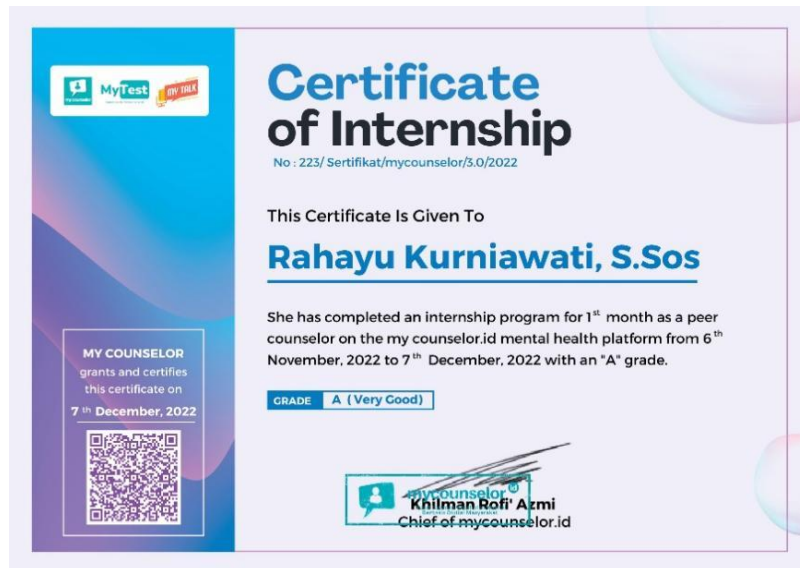 mycounselor
MyTest
MY TALK
Certificate
of Internship
No : 223/ Sertifikat/mycounselor/3.0/2022
This Certificate Is Given To
Rahayu Kurniawati, S.Sos
She has completed an internship program for 1st month as a peer
counselor on the my counselor.id mental health platform from 6th
November, 2022 to 7th December, 2022 with an "A" grade.
GRADE A ( Very Good)
MY COUNSELOR
grants and certifies
this certificate on
7 th December, 2022
mycounselor id
Khilman Rofi' Azmi
Chief of mycounselor.id